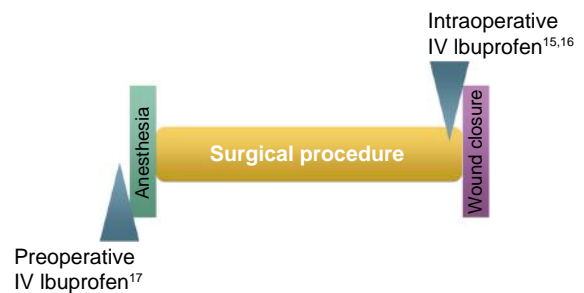 Intraoperative
IV Ibuprofen15,16
Anesthesia
Surgical procedure
Wound closure
Preoperative
IV Ibuprofen17